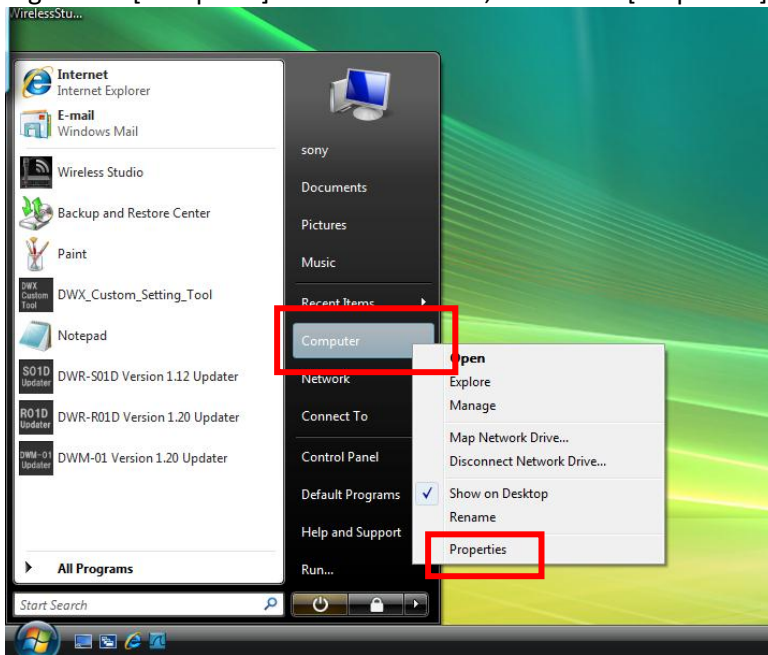 WirelessStu...
Internet
Internet Explorer
E-mail
Windows Mail
Wireless Studio
Backup and Restore Center
Paint
DWX
Custom
Tool
DWX_Custom_Setting_Tool
Notepad
S01D
Updater
DWR-S01D Version 1.12 Updater
R01D
Updater
DWR-R01D Version 1.20 Updater
DWM-01
Updater
DWM-01 Version 1.20 Updater
All Programs
Start Search
sony
Documents
Pictures
Music
Recent Items
Computer
Network
Connect To
Control Panel
Default Programs
Help and Support
Run...
Open
Explore
Manage
Map Network Drive...
Disconnect Network Drive...
Show on Desktop
Rename
Properties